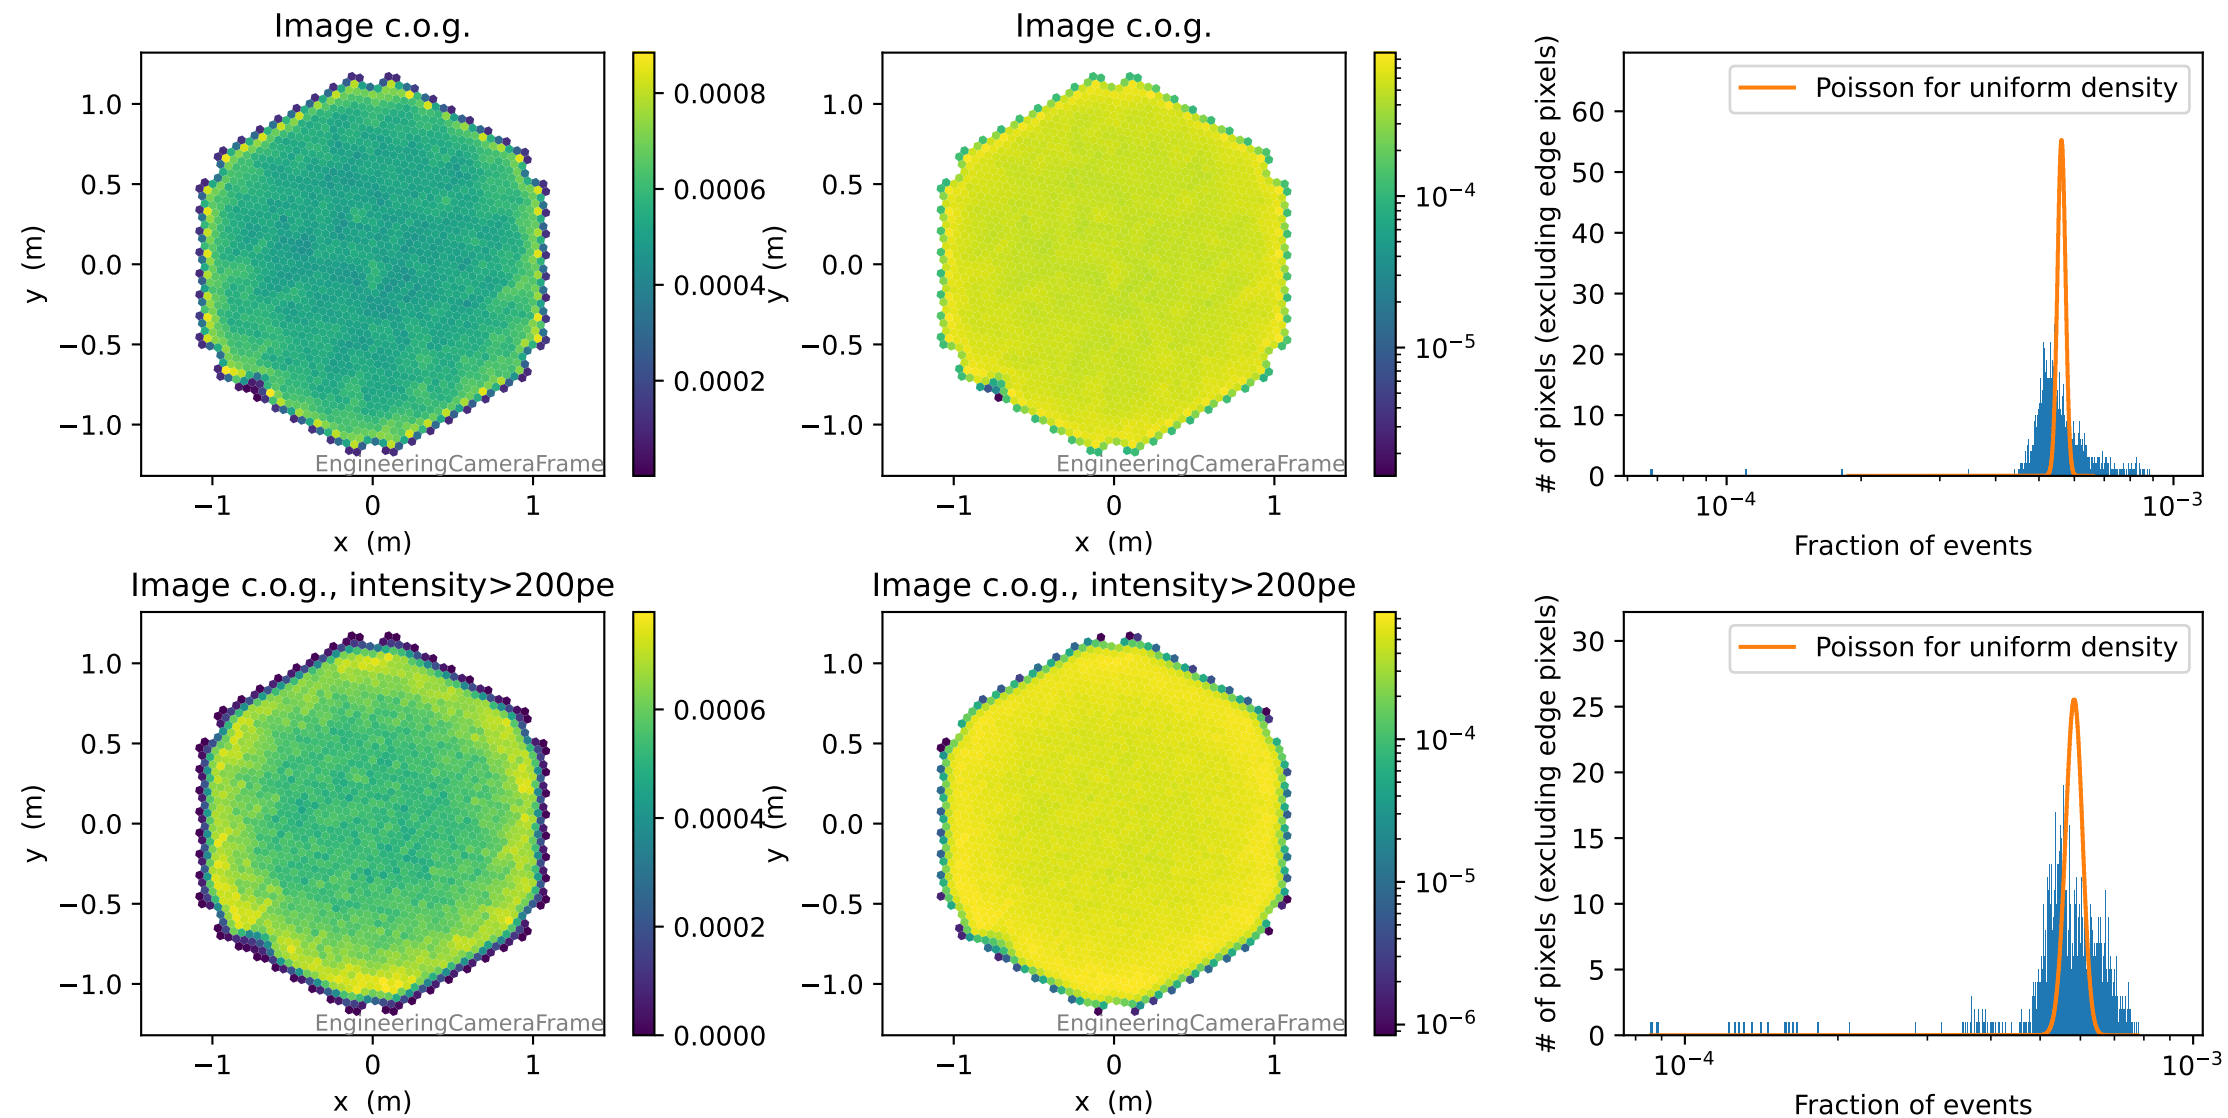 Image c.o.g.
1.0
0.5
0.0
−0.5
−1.0
y (m)
−1
0
1
x (m)
EngineeringCameraFrame
0.0008
0.0006
0.0004
0.0002
Image c.o.g.
1.0
0.5
0.0
−0.5
−1.0
y (m)
−1
0
1
x (m)
EngineeringCameraFrame
10⁻⁴
10⁻⁵
# of pixels (excluding edge pixels)
60
50
40
30
20
10
0
Poisson for uniform density
10⁻⁴
10⁻³
Fraction of events
Image c.o.g., intensity>200pe
1.0
0.5
0.0
−0.5
−1.0
y (m)
−1
0
1
x (m)
EngineeringCameraFrame
0.0006
0.0004
0.0002
0.0000
Image c.o.g., intensity>200pe
1.0
0.5
0.0
−0.5
−1.0
y (m)
−1
0
1
x (m)
EngineeringCameraFrame
10⁻⁴
10⁻⁵
10⁻⁶
# of pixels (excluding edge pixels)
30
25
20
15
10
5
0
Poisson for uniform density
10⁻⁴
10⁻³
Fraction of events